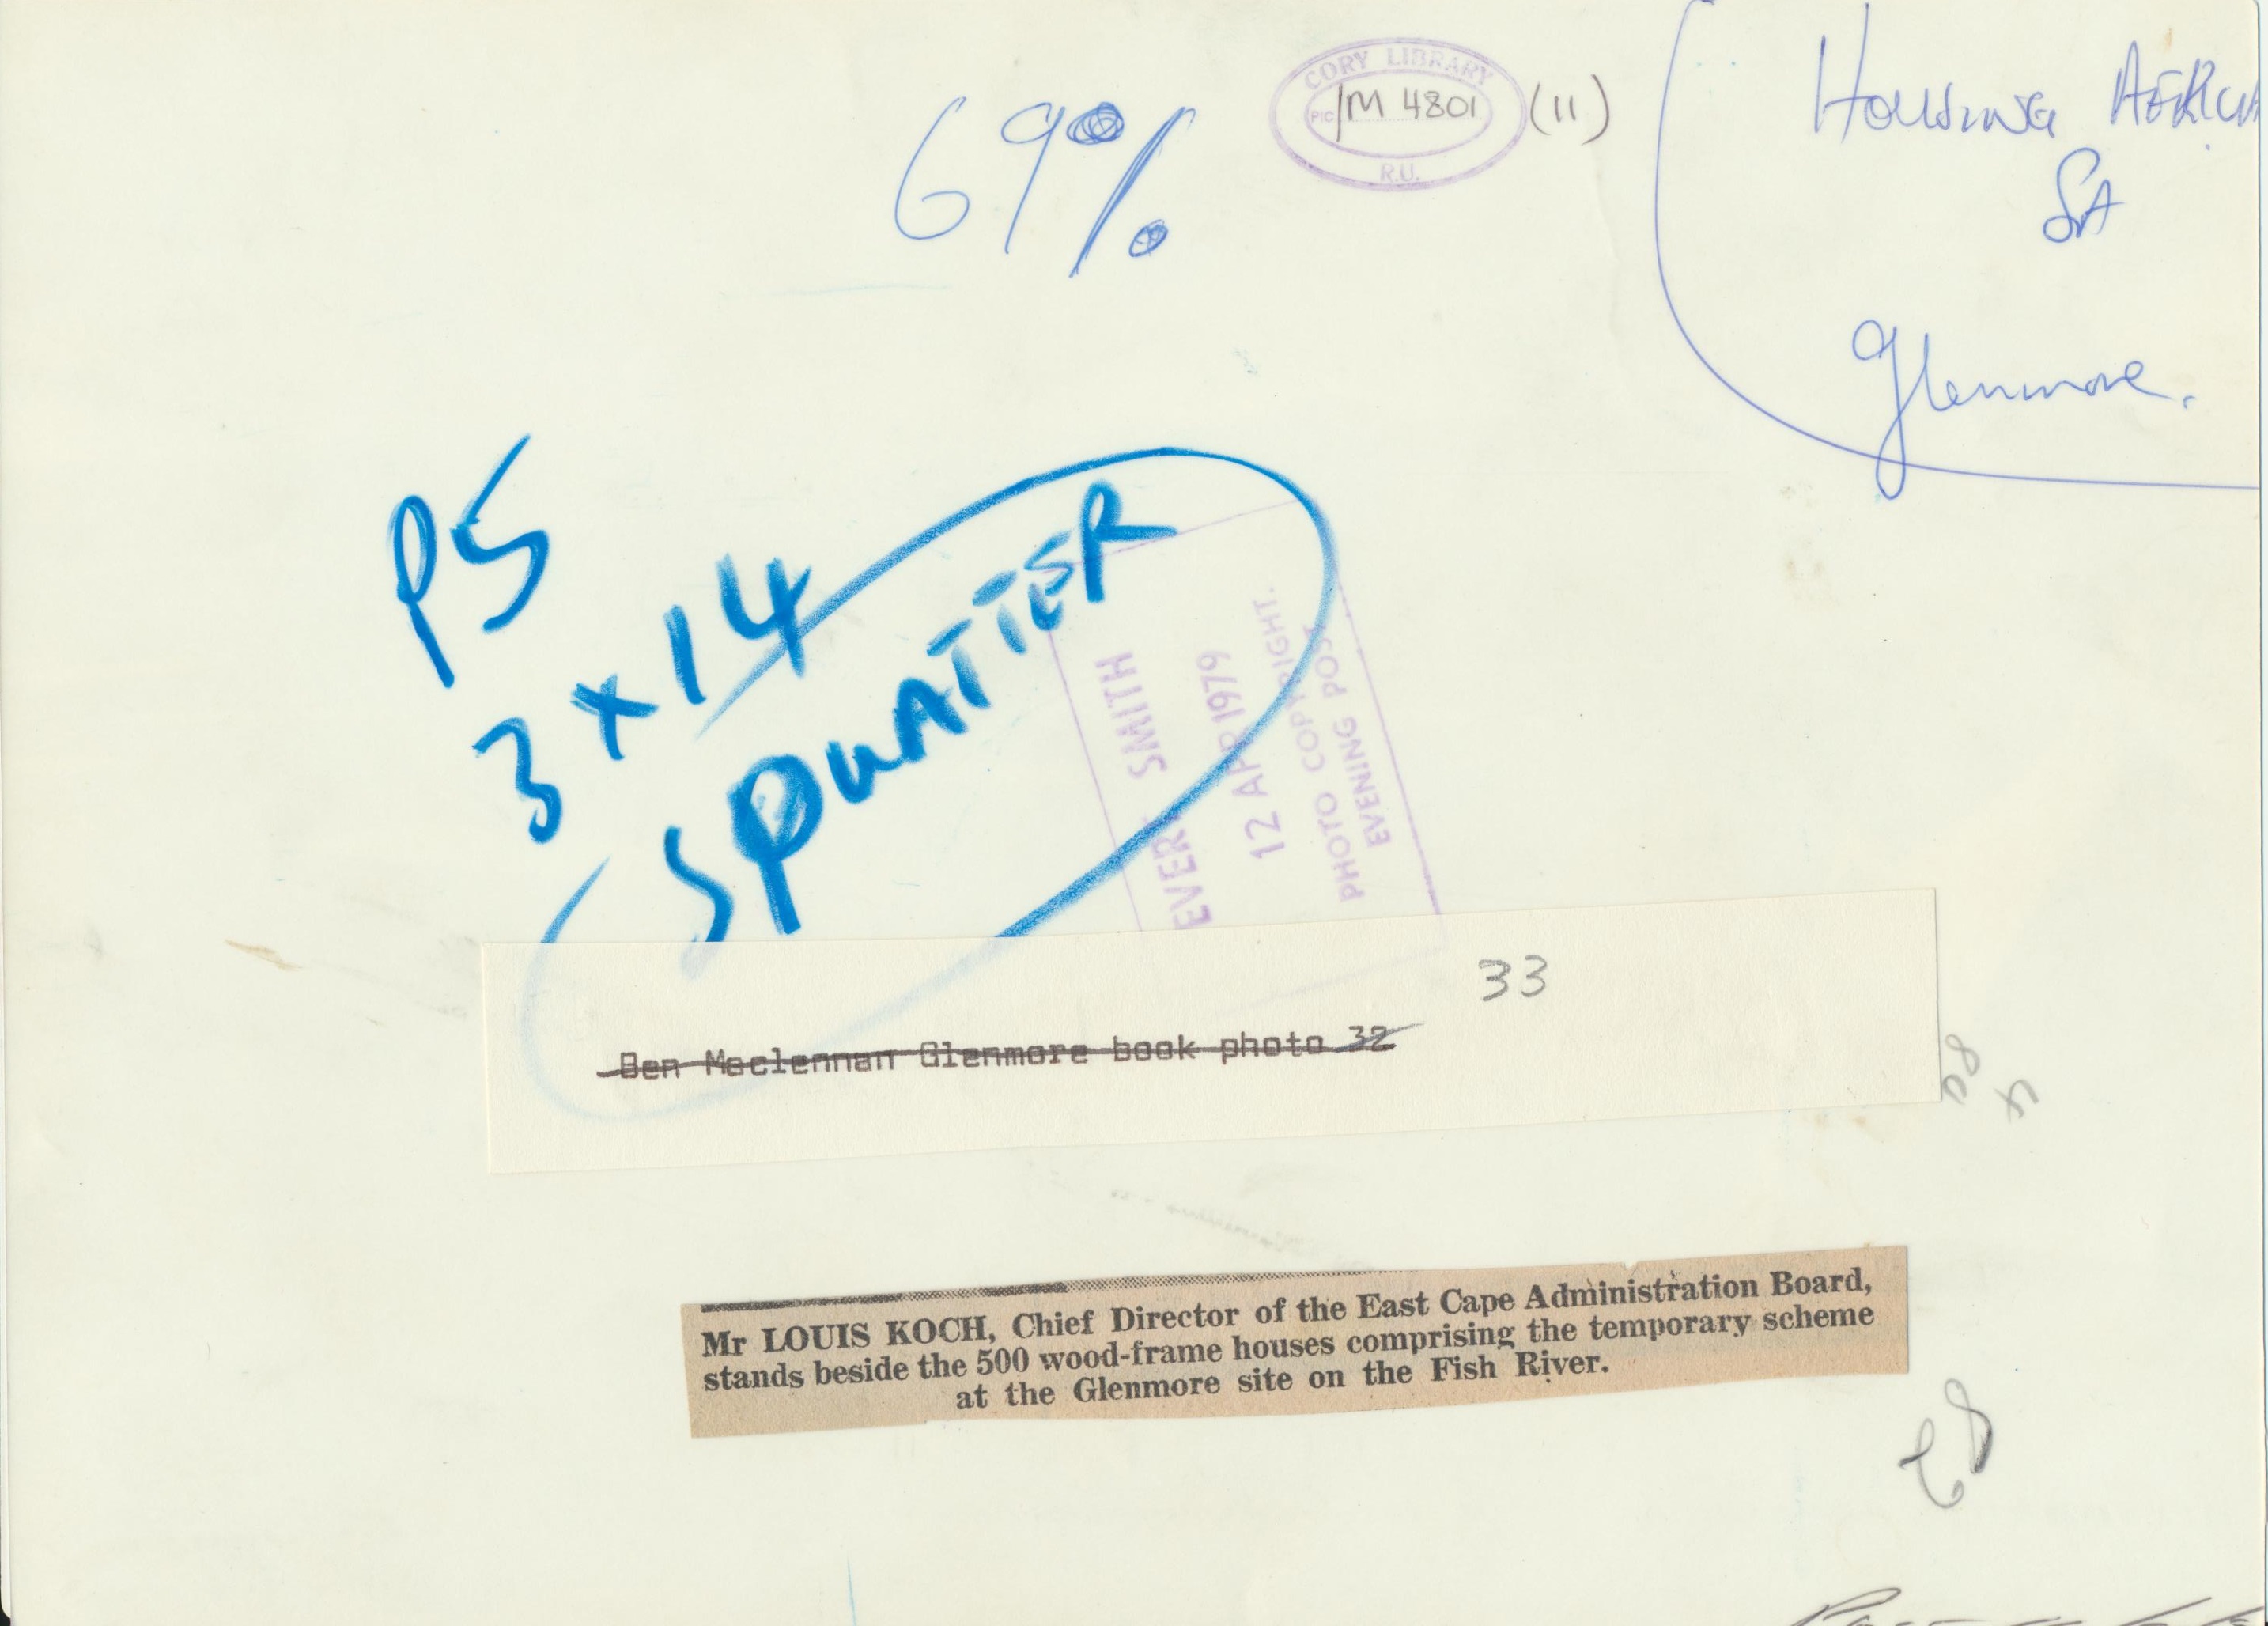 CORY LIBRARY
PIC/M 4801 (11)
R.U.
69%
HOUSING AFRICA
SA
Glenmore.
P5
3 x 14
SQUATTER
EVERT SMITH
12 APR 1979
PHOTO COPYRIGHT.
EVENING POST
33
Ben Maclennan Glenmore book photo 32
Mr LOUIS KOCH, Chief Director of the East Cape Administration Board,
stands beside the 500 wood-frame houses comprising the temporary scheme
at the Glenmore site on the Fish River.